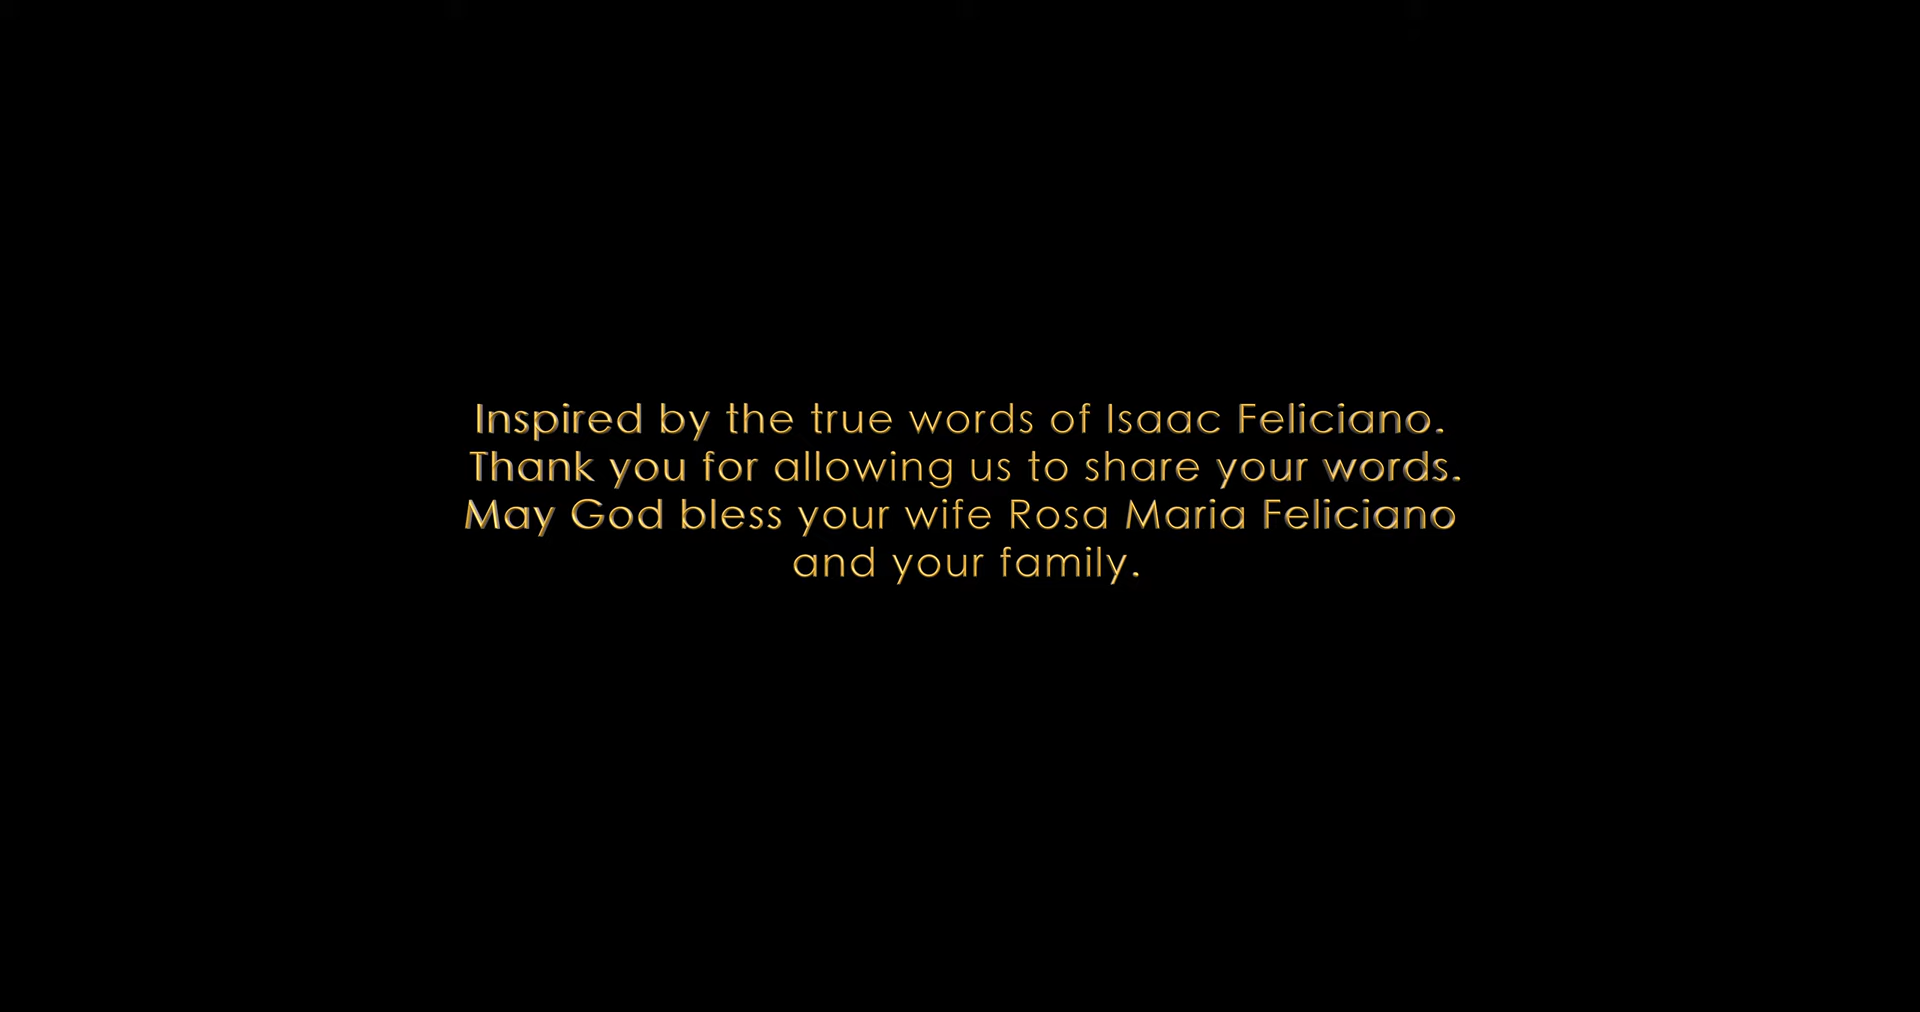 Inspired by the true words of Isaac Feliciano.
Thank you for allowing us to share your words.
May God bless your wife Rosa Maria Feliciano
and your family.